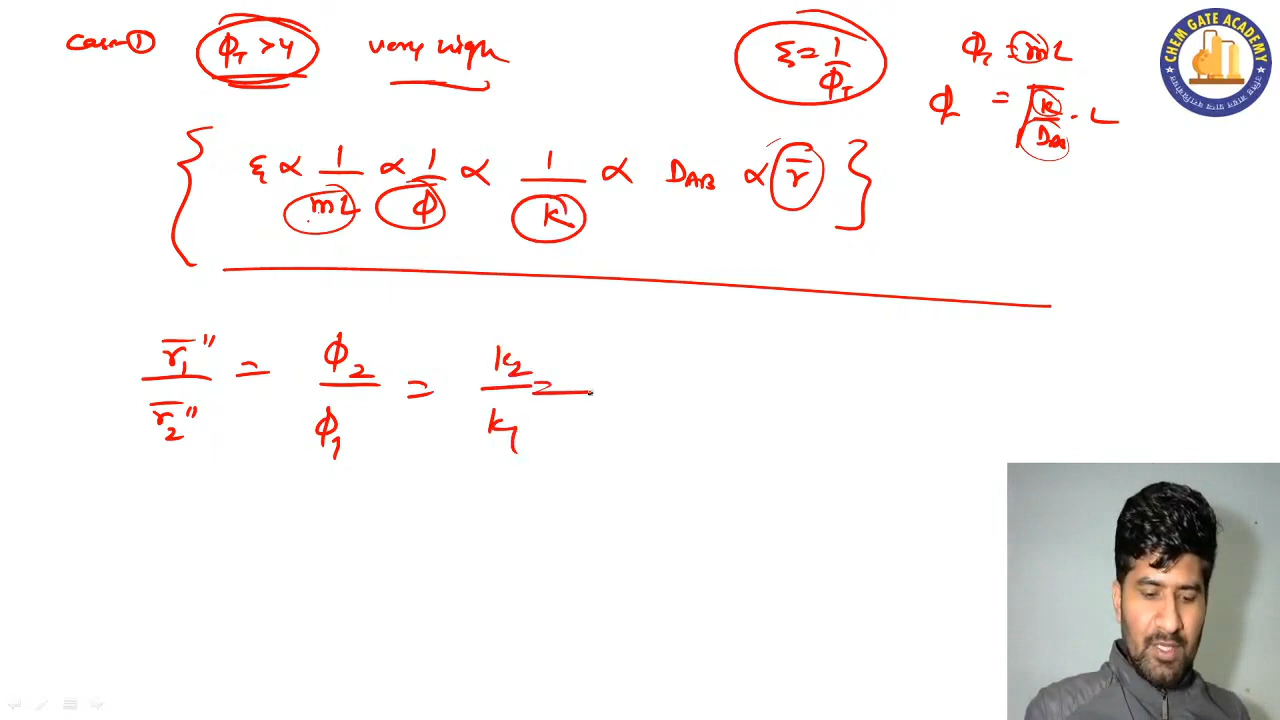 Case ① ϕT > 4 very high ξ = 1/ϕT ϕT = mL
ϕ = √(k/DAB) · L
{ ξ ∝ 1/mL ∝ 1/ϕ ∝ 1/k ∝ DAB ∝ r̅ }
r̅1''/r̅2'' = ϕ2/ϕ1 = k2/k1 =
CHEM GATE ACADEMY